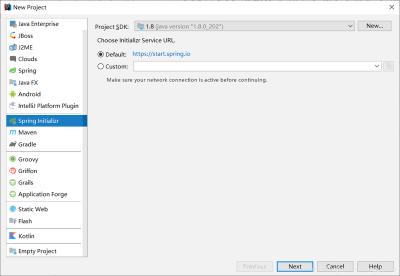 New Project
Java Enterprise
JBoss
J2ME
Clouds
Spring
Java FX
Android
IntelliJ Platform Plugin
Spring Initializr
Maven
Gradle
Groovy
Griffon
Grails
Application Forge
Static Web
Flash
Kotlin
Empty Project
Project SDK: 1.8 (java version "1.8.0_202") New...
Choose Initializr Service URL.
Default: https://start.spring.io
Custom:
Make sure your network connection is active before continuing.
Previous Next Cancel Help